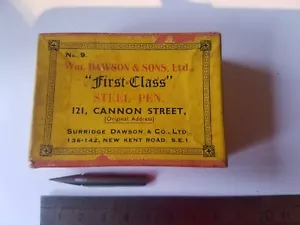 No. 9.
Wm. DAWSON & SONS, Ltd.,
"First-Class"
STEEL PEN.
121, CANNON STREET,
[Original Address]
SURRIDGE DAWSON & CO., LTD.,
136-142, NEW KENT ROAD, S.E.1.